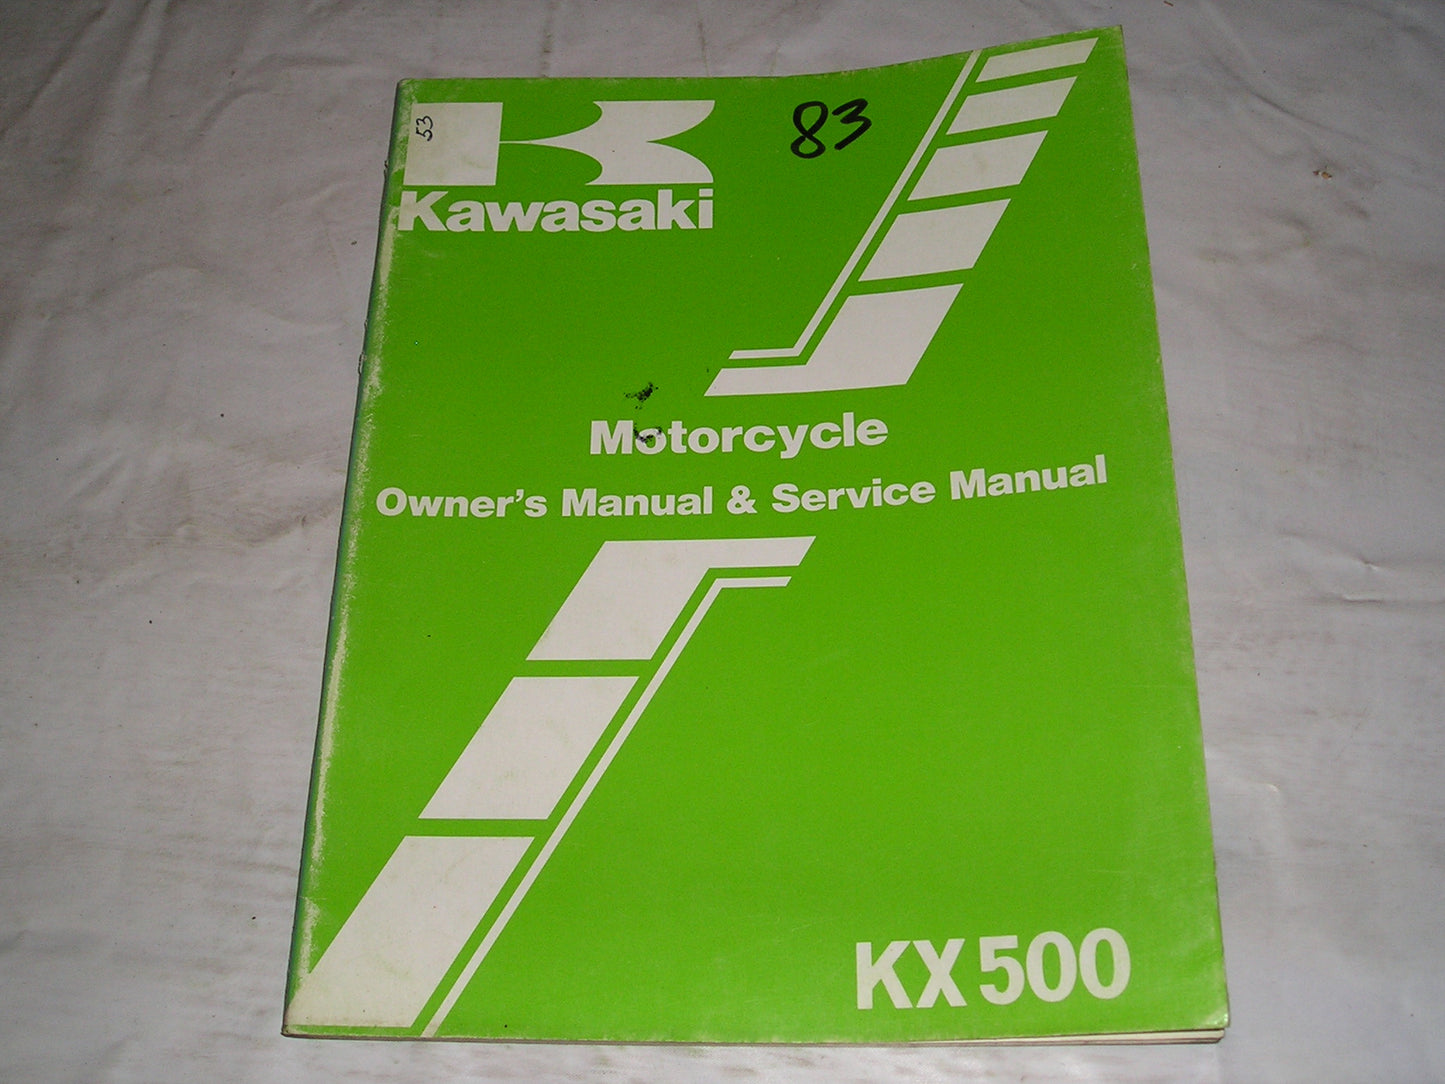 53
83
Kawasaki
Motorcycle
Owner's Manual & Service Manual
KX500